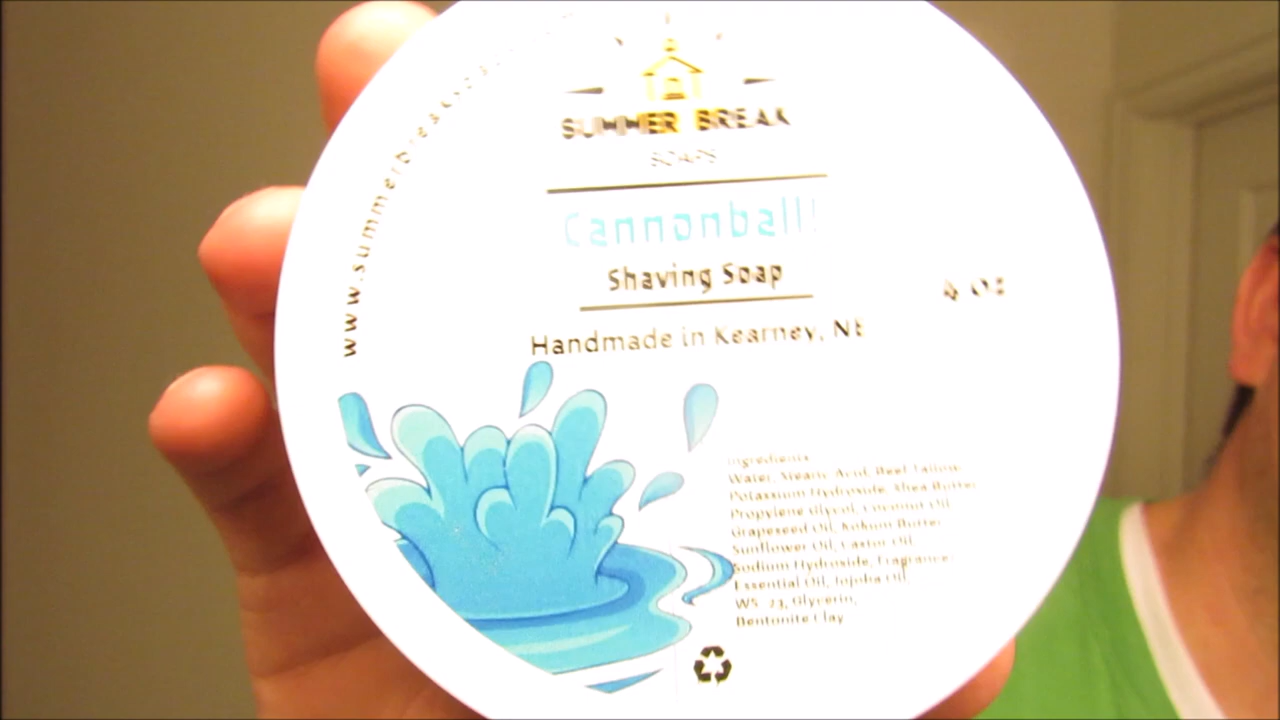 www.summerbreaksoaps
SUMMER BREAK
SOAPS
Cannonball!
Shaving Soap
Handmade in Kearney, NE
4 oz
Ingredients
Water, Stearic Acid, Beef Tallow
Potassium Hydroxide, Shea Butter
Propylene Glycol, Coconut Oil
Grapeseed Oil, Kokum Butter
Sunflower Oil, Castor Oil
Sodium Hydroxide, Fragrance
Essential Oil, Jojoba Oil
WS-23, Glycerin,
Bentonite Clay